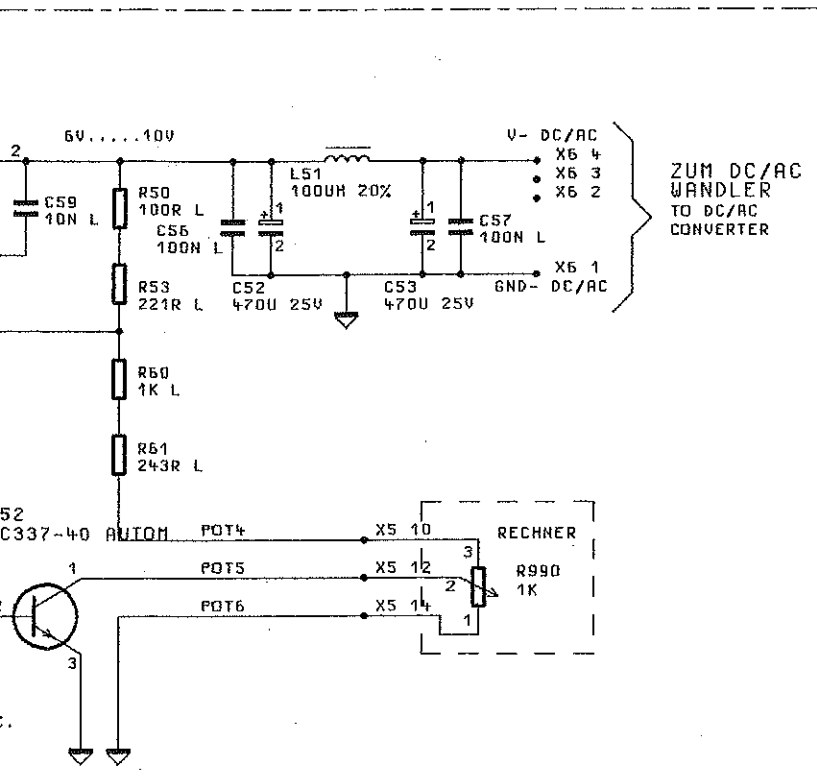 6V.....10V
V- DC/AC
2
X6 4
X6 3
X6 2
ZUM DC/AC
WANDLER
TO DC/AC
CONVERTER
L51
100UH 20%
C59
10N L
R50
100R L
C56
100N L
1
2
1
2
C57
100N L
X6 1
GND- DC/AC
R53
221R L
C52
470U 25V
C53
470U 25V
R60
1K L
R61
243R L
52
C337-40 AUTOM
POT4
X5 10
RECHNER
3
1
POT5
X5 12
2
R990
1K
POT6
X5 14
1
3